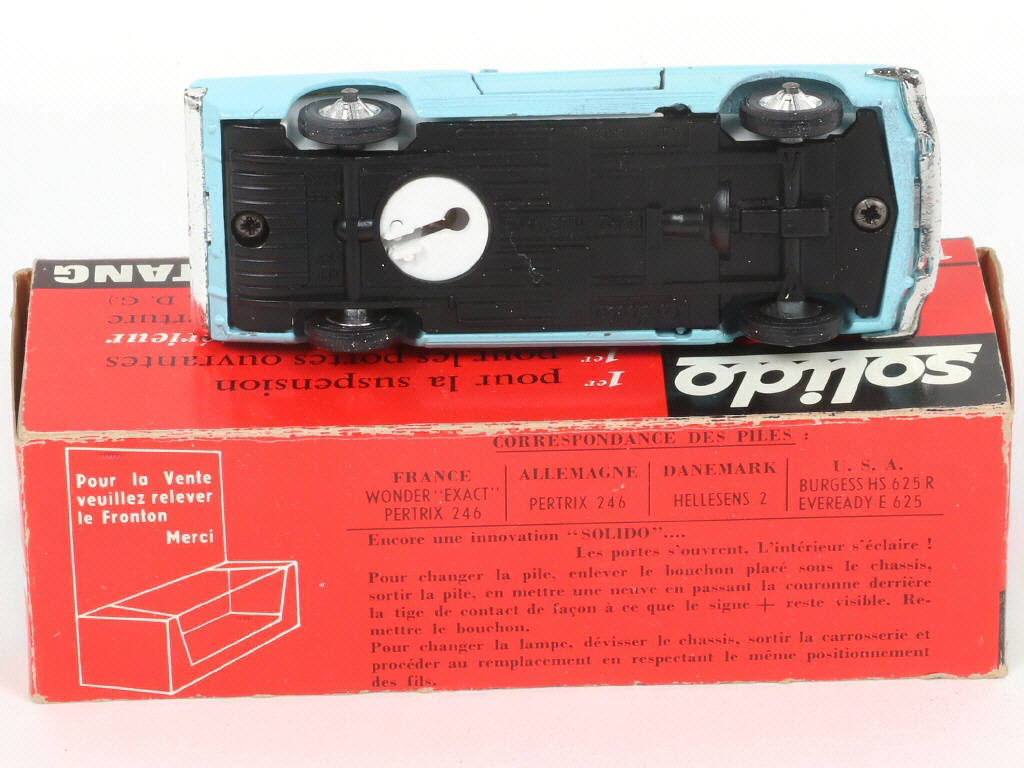 TANG
D. C.)
1er pour les portes ouvrantes
1er pour la suspension
solido
Pour la Vente
veuillez relever
le Fronton
Merci
CORRESPONDANCE DES PILES :
FRANCE
WONDER "EXACT"
PERTRIX 246
ALLEMAGNE
PERTRIX 246
DANEMARK
HELLESENS 2
U. S. A.
BURGESS HS 625 R
EVEREADY E 625
Encore une innovation "SOLIDO"....
Les portes s'ouvrent, L'intérieur s'éclaire !
Pour changer la pile, enlever le bouchon placé sous le chassis,
sortir la pile, en mettre une neuve en passant la couronne derrière
la tige de contact de façon à ce que le signe + reste visible. Re-
mettre le bouchon.
Pour changer la lampe, dévisser le chassis, sortir la carrosserie et
procéder au remplacement en respectant le même positionnement
des fils.